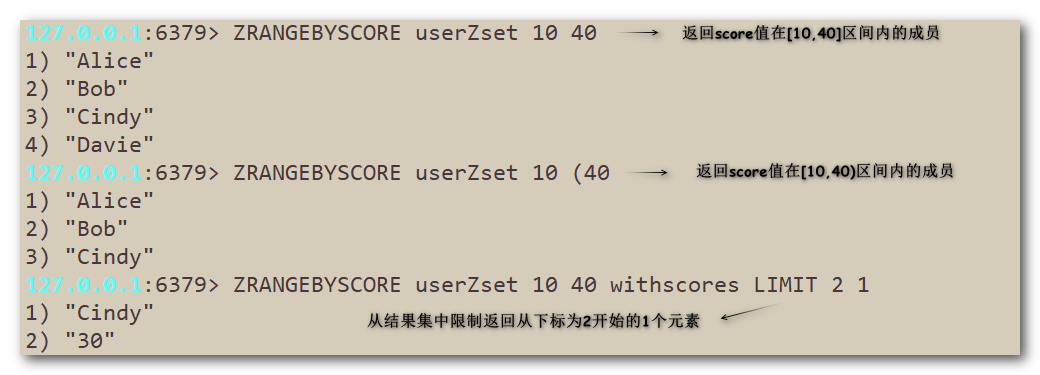 127.0.0.1:6379> ZRANGEBYSCORE userZset 10 40 返回score值在[10,40]区间内的成员
1) "Alice"
2) "Bob"
3) "Cindy"
4) "Davie"
127.0.0.1:6379> ZRANGEBYSCORE userZset 10 (40 返回score值在[10,40)区间内的成员
1) "Alice"
2) "Bob"
3) "Cindy"
127.0.0.1:6379> ZRANGEBYSCORE userZset 10 40 withscores LIMIT 2 1
1) "Cindy"
从结果集中限制返回从下标为2开始的1个元素
2) "30"